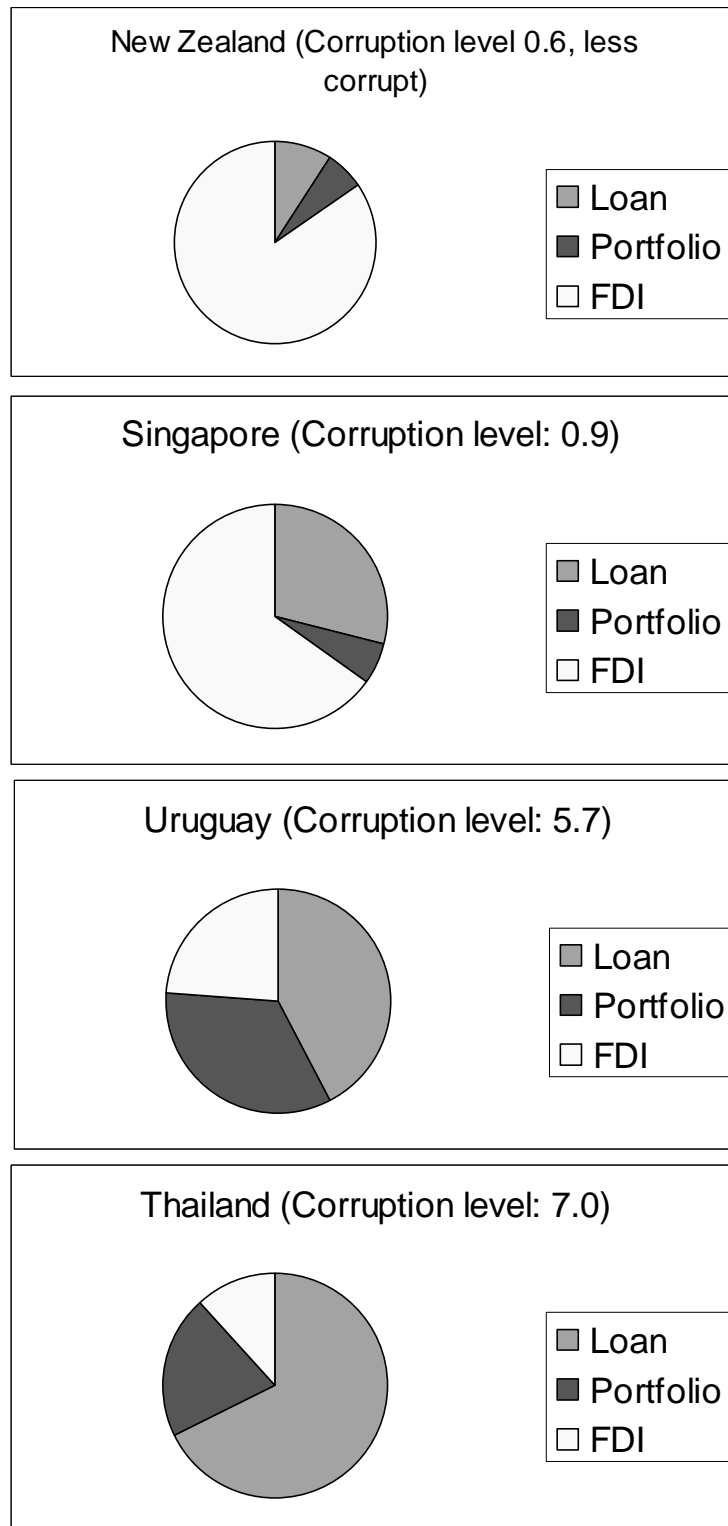 New Zealand (Corruption level 0.6, less
corrupt)
Loan
Portfolio
FDI
Singapore (Corruption level: 0.9)
Loan
Portfolio
FDI
Uruguay (Corruption level: 5.7)
Loan
Portfolio
FDI
Thailand (Corruption level: 7.0)
Loan
Portfolio
FDI